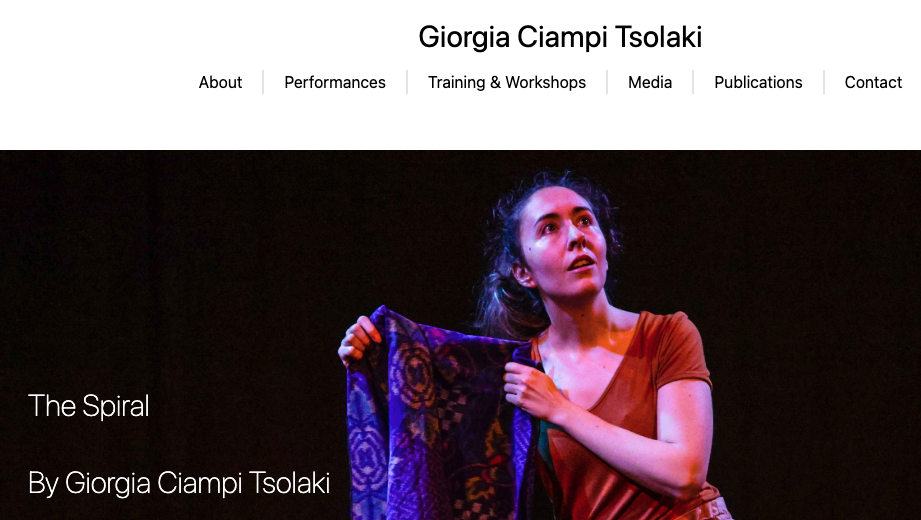 Giorgia Ciampi Tsolaki
About Performances Training & Workshops Media Publications Contact
The Spiral
By Giorgia Ciampi Tsolaki